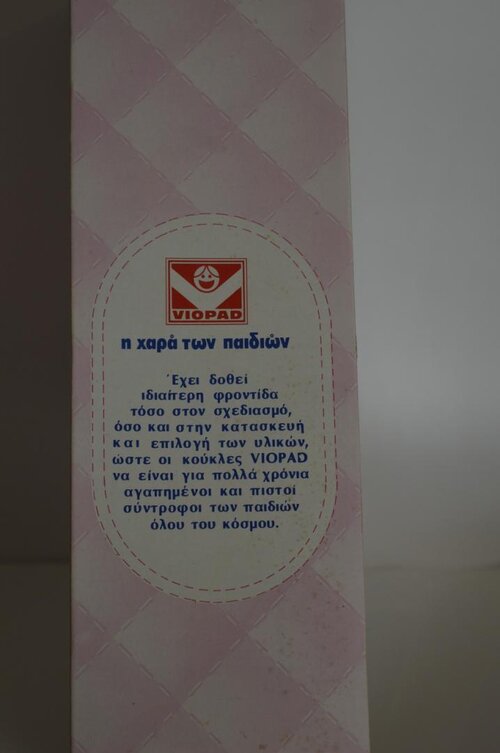 VIOPAD
η χαρά των παιδιών
Έχει δοθεί
ιδιαίτερη φροντίδα
τόσο στον σχεδιασμό,
όσο και στην κατασκευή
και επιλογή των υλικών,
ώστε οι κούκλες VIOPAD
να είναι για πολλά χρόνια
αγαπημένοι και πιστοί
σύντροφοι των παιδιών
όλου του κόσμου.